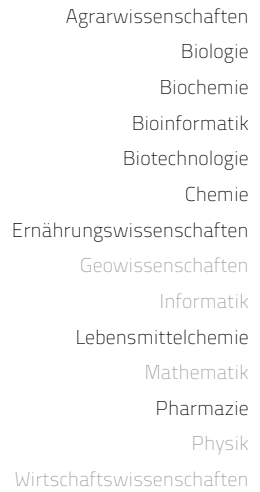 Agrarwissenschaften
Biologie
Biochemie
Bioinformatik
Biotechnologie
Chemie
Ernährungswissenschaften
Geowissenschaften
Informatik
Lebensmittelchemie
Mathematik
Pharmazie
Physik
Wirtschaftswissenschaften